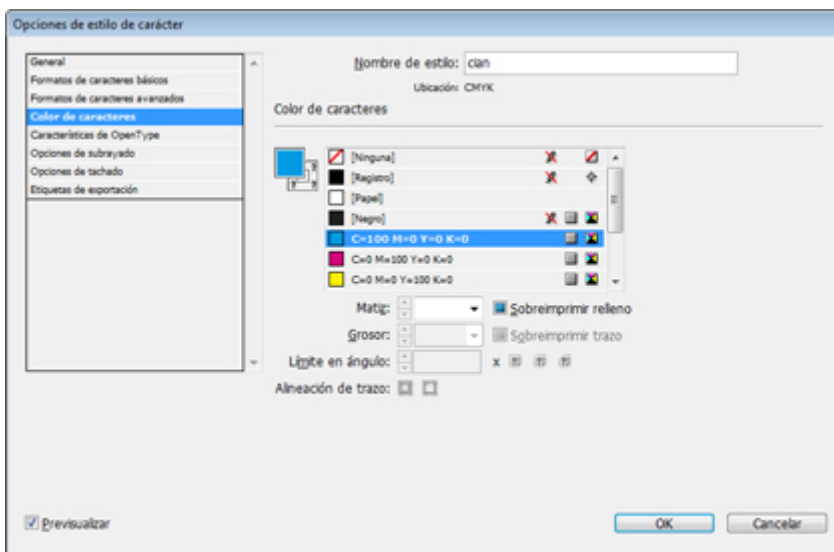 Opciones de estilo de carácter
General
Formatos de caracteres básicos
Formatos de caracteres avanzados
Color de caracteres
Características de OpenType
Opciones de subrayado
Opciones de tachado
Etiquetas de exportación
Nombre de estilo: cian
Ubicación: CMYK
Color de caracteres
[Ninguna]
[Registro]
[Papel]
[Negro]
C=100 M=0 Y=0 K=0
C=0 M=100 Y=0 K=0
C=0 M=0 Y=100 K=0
Matiz: Sobreimprimir relleno
Grosor: Sobreimprimir trazo
Límite en ángulo: x
Alineación de trazo:
Previsualizar OK Cancelar